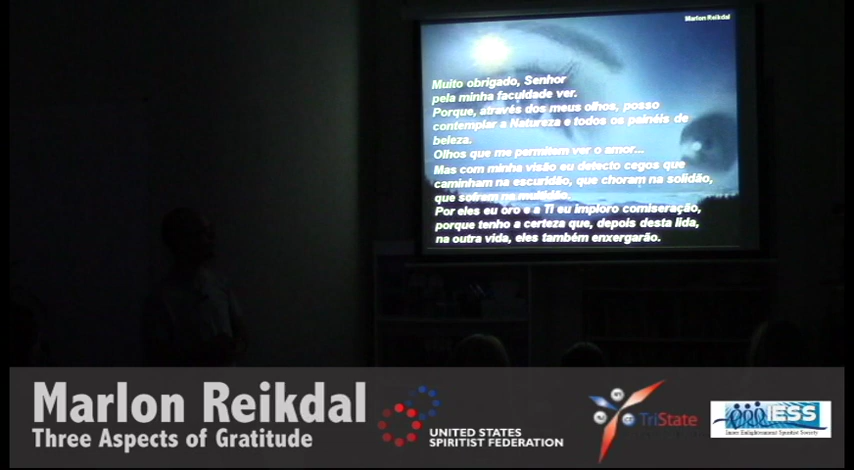 Marlon Reikdal
Muito obrigado, Senhor
pela minha faculdade ver.
Porque, através dos meus olhos, posso
contemplar a Natureza e todos os painéis de
beleza.
Olhos que me permitem ver o amor...
Mas com minha visão eu detecto cegos que
caminham na escuridão, que choram na solidão,
que sofrem na multidão.
Por eles eu oro e a Ti eu imploro comiseração,
porque tenho a certeza que, depois desta lida,
na outra vida, eles também enxergarão.
Marlon Reikdal
Three Aspects of Gratitude
UNITED STATES
SPIRITIST FEDERATION
TriState
IESS
Inner Enlightenment Spiritist Society